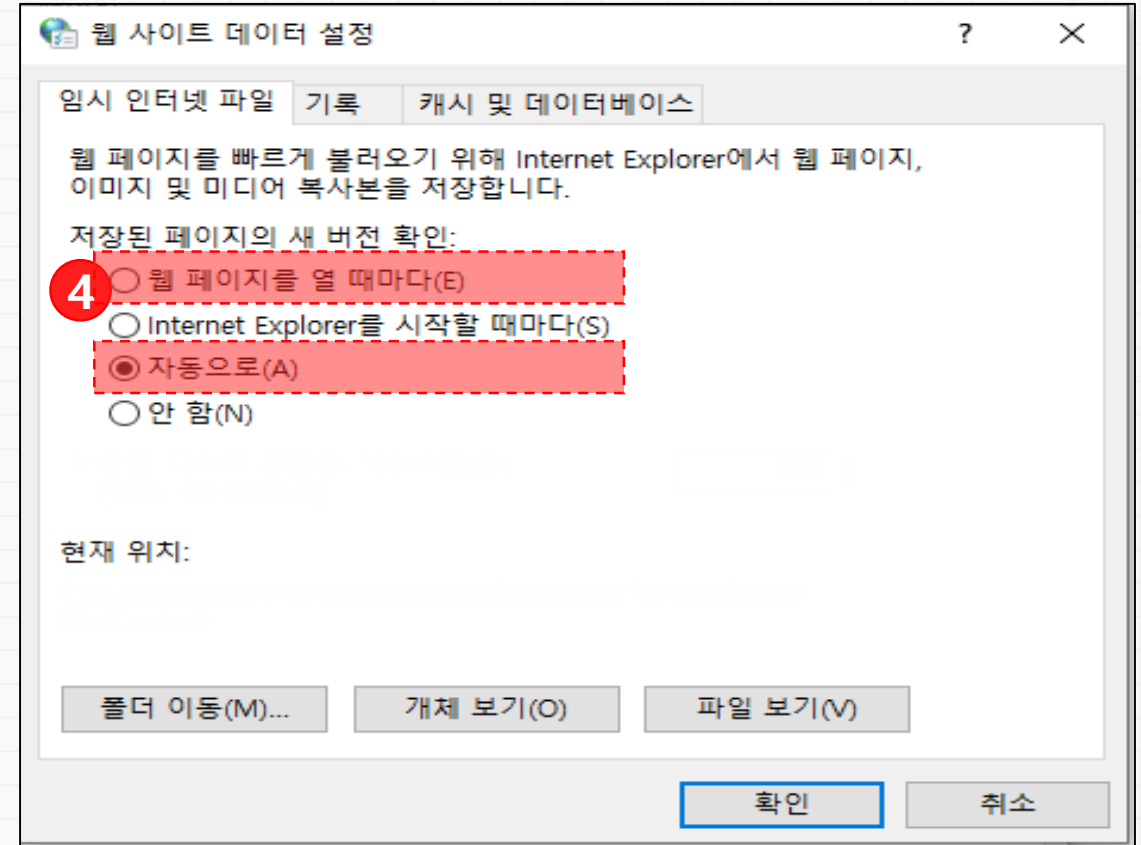 웹 사이트 데이터 설정
임시 인터넷 파일 기록 캐시 및 데이터베이스
웹 페이지를 빠르게 불러오기 위해 Internet Explorer에서 웹 페이지,
이미지 및 미디어 복사본을 저장합니다.
저장된 페이지의 새 버전 확인:
4 웹 페이지를 열 때마다(E)
Internet Explorer를 시작할 때마다(S)
자동으로(A)
안 함(N)
현재 위치:
폴더 이동(M)... 개체 보기(O) 파일 보기(V)
확인 취소